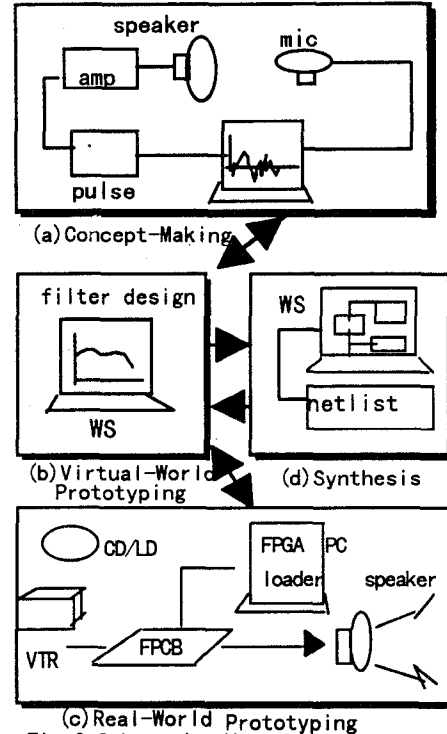 speaker
mic
amp
pulse
(a)Concept-Making
filter design
WS
WS
netlist
(b)Virtual-World
Prototyping
(d)Synthesis
CD/LD
FPGA PC
loader
speaker
VTR
FPCB
(c)Real-World Prototyping